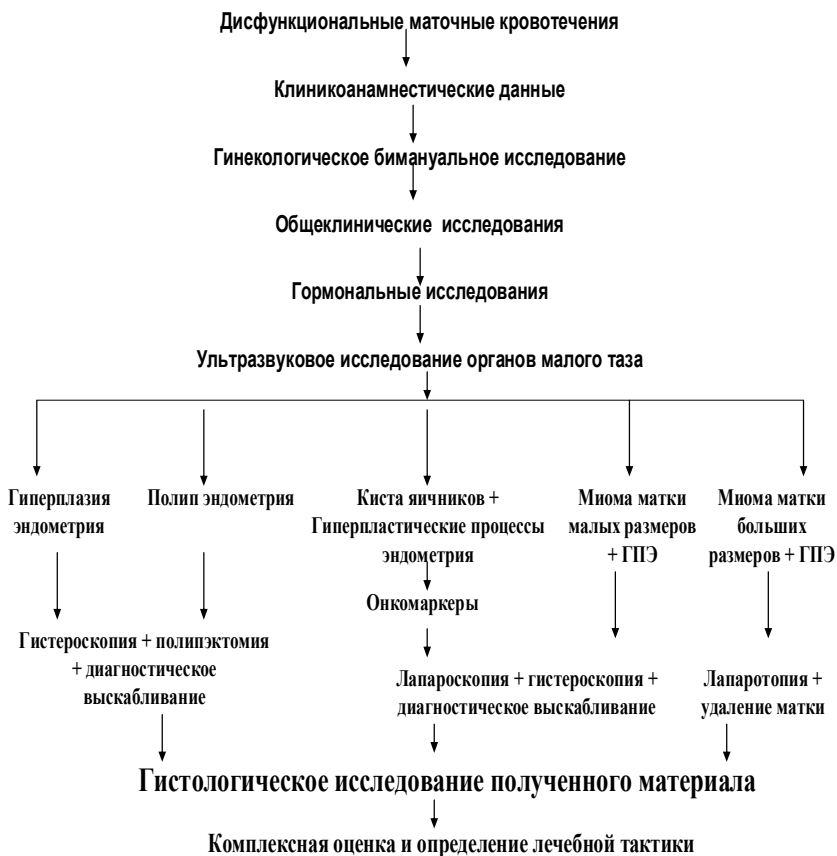 Дисфункциональные маточные кровотечения
Клиникоанамнестические данные
Гинекологическое бимануальное исследование
Общеклинические исследования
Гормональные исследования
Ультразвуковое исследование органов малого таза
Гиперплазия
эндометрия
Полип эндометрия
Киста яичников +
Гиперпластические процессы
эндометрия
Миома матки
малых размеров
+ ГПЭ
Миома матки
больших
размеров + ГПЭ
Онкомаркеры
Гистероскопия + полипэктомия
+ диагностическое
выскабливание
Лапароскопия + гистероскопия +
диагностическое выскабливание
Лапаротопия +
удаление матки
Гистологическое исследование полученного материала
Комплексная оценка и определение лечебной тактики